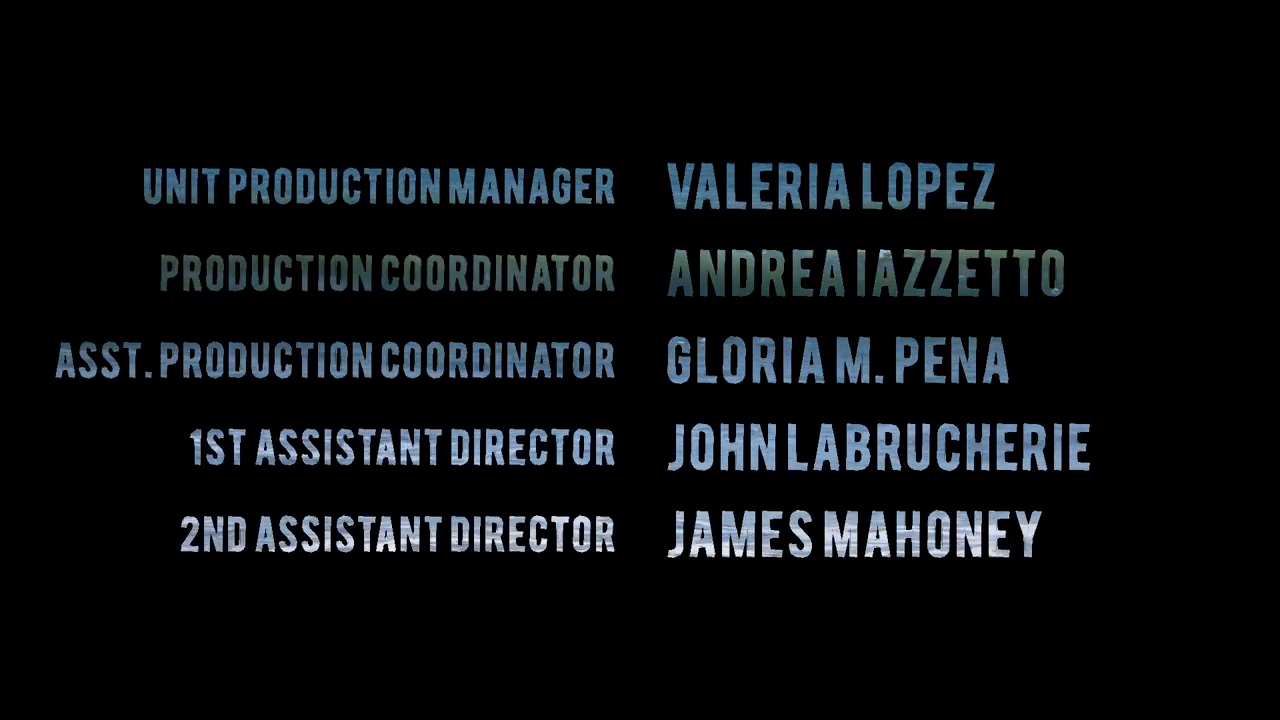 UNIT PRODUCTION MANAGER VALERIA LOPEZ
PRODUCTION COORDINATOR ANDREA IAZZETTO
ASST. PRODUCTION COORDINATOR GLORIA M. PENA
1ST ASSISTANT DIRECTOR JOHN LABRUCHERIE
2ND ASSISTANT DIRECTOR JAMES MAHONEY